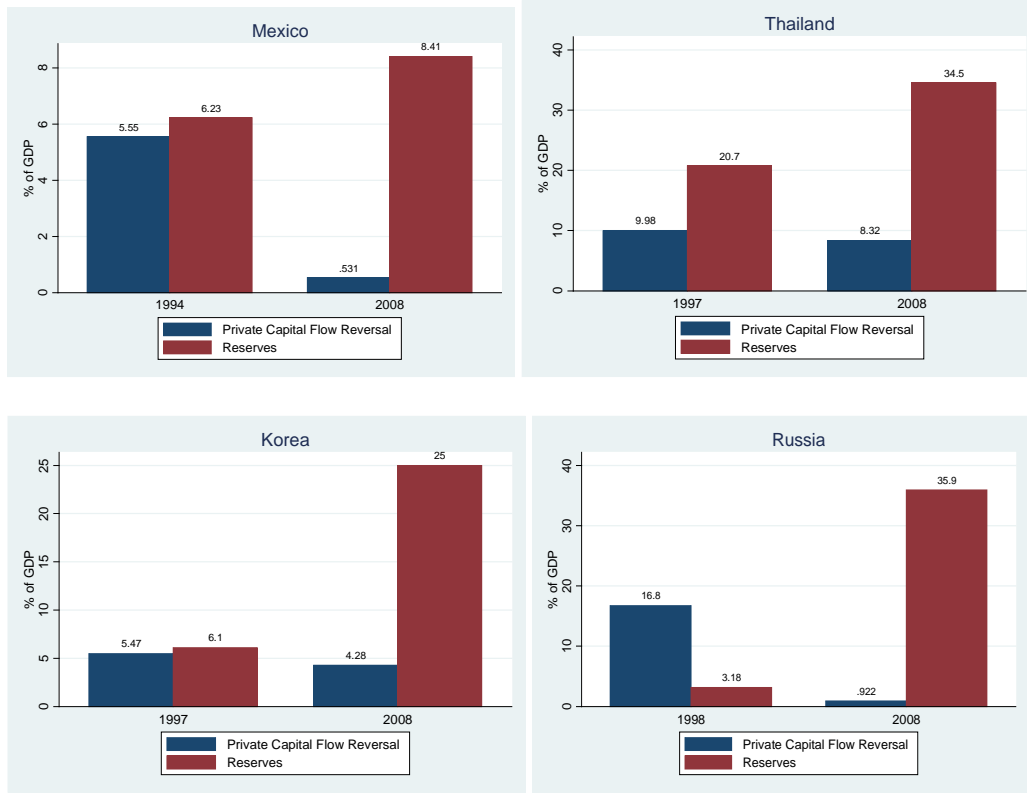 Mexico
% of GDP
8
6
4
2
0
5.55
6.23
.531
8.41
1994
2008
Private Capital Flow Reversal
Reserves
Thailand
% of GDP
40
30
20
10
0
9.98
20.7
8.32
34.5
1997
2008
Private Capital Flow Reversal
Reserves
Korea
% of GDP
25
20
15
10
5
0
5.47
6.1
4.28
25
1997
2008
Private Capital Flow Reversal
Reserves
Russia
% of GDP
40
30
20
10
0
16.8
3.18
.922
35.9
1998
2008
Private Capital Flow Reversal
Reserves